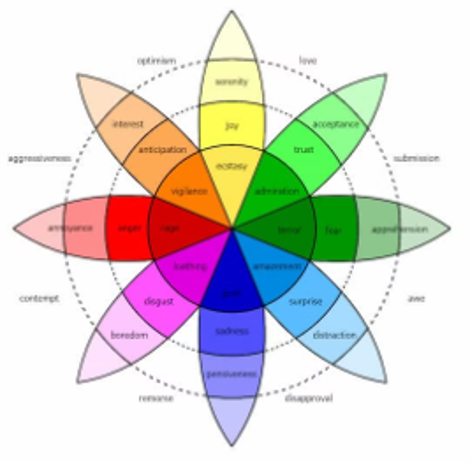 optimism
love
serenity
interest
acceptance
joy
anticipation
trust
aggressiveness
submission
ecstasy
vigilance
admiration
annoyance
anger
rage
terror
fear
apprehension
loathing
amazement
grief
disgust
surprise
contempt
awe
sadness
boredom
distraction
pensiveness
remorse
disapproval